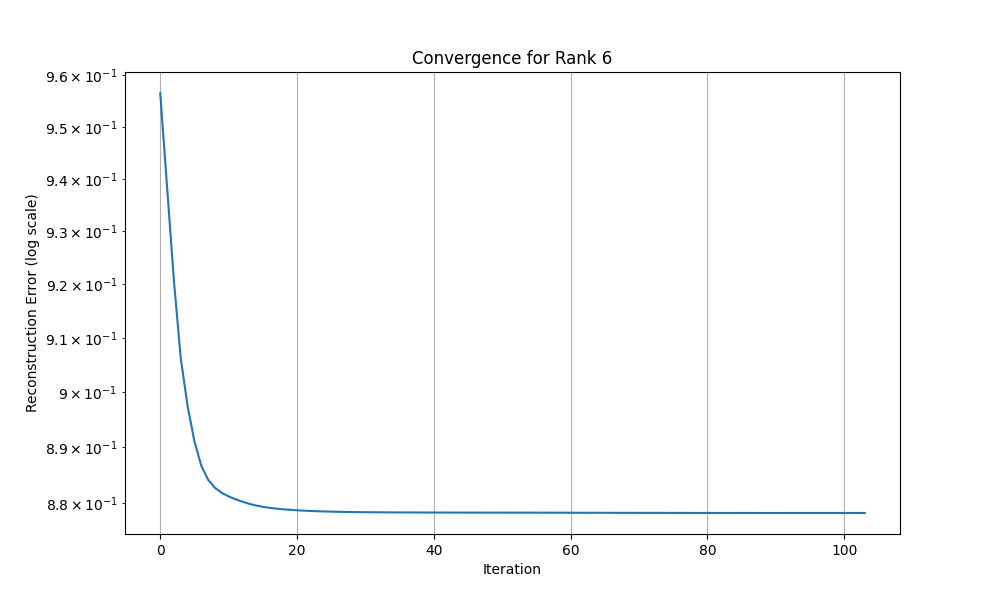 Convergence for Rank 6
Reconstruction Error (log scale)
9.6 × 10⁻¹
9.5 × 10⁻¹
9.4 × 10⁻¹
9.3 × 10⁻¹
9.2 × 10⁻¹
9.1 × 10⁻¹
9 × 10⁻¹
8.9 × 10⁻¹
8.8 × 10⁻¹
0 20 40 60 80 100
Iteration